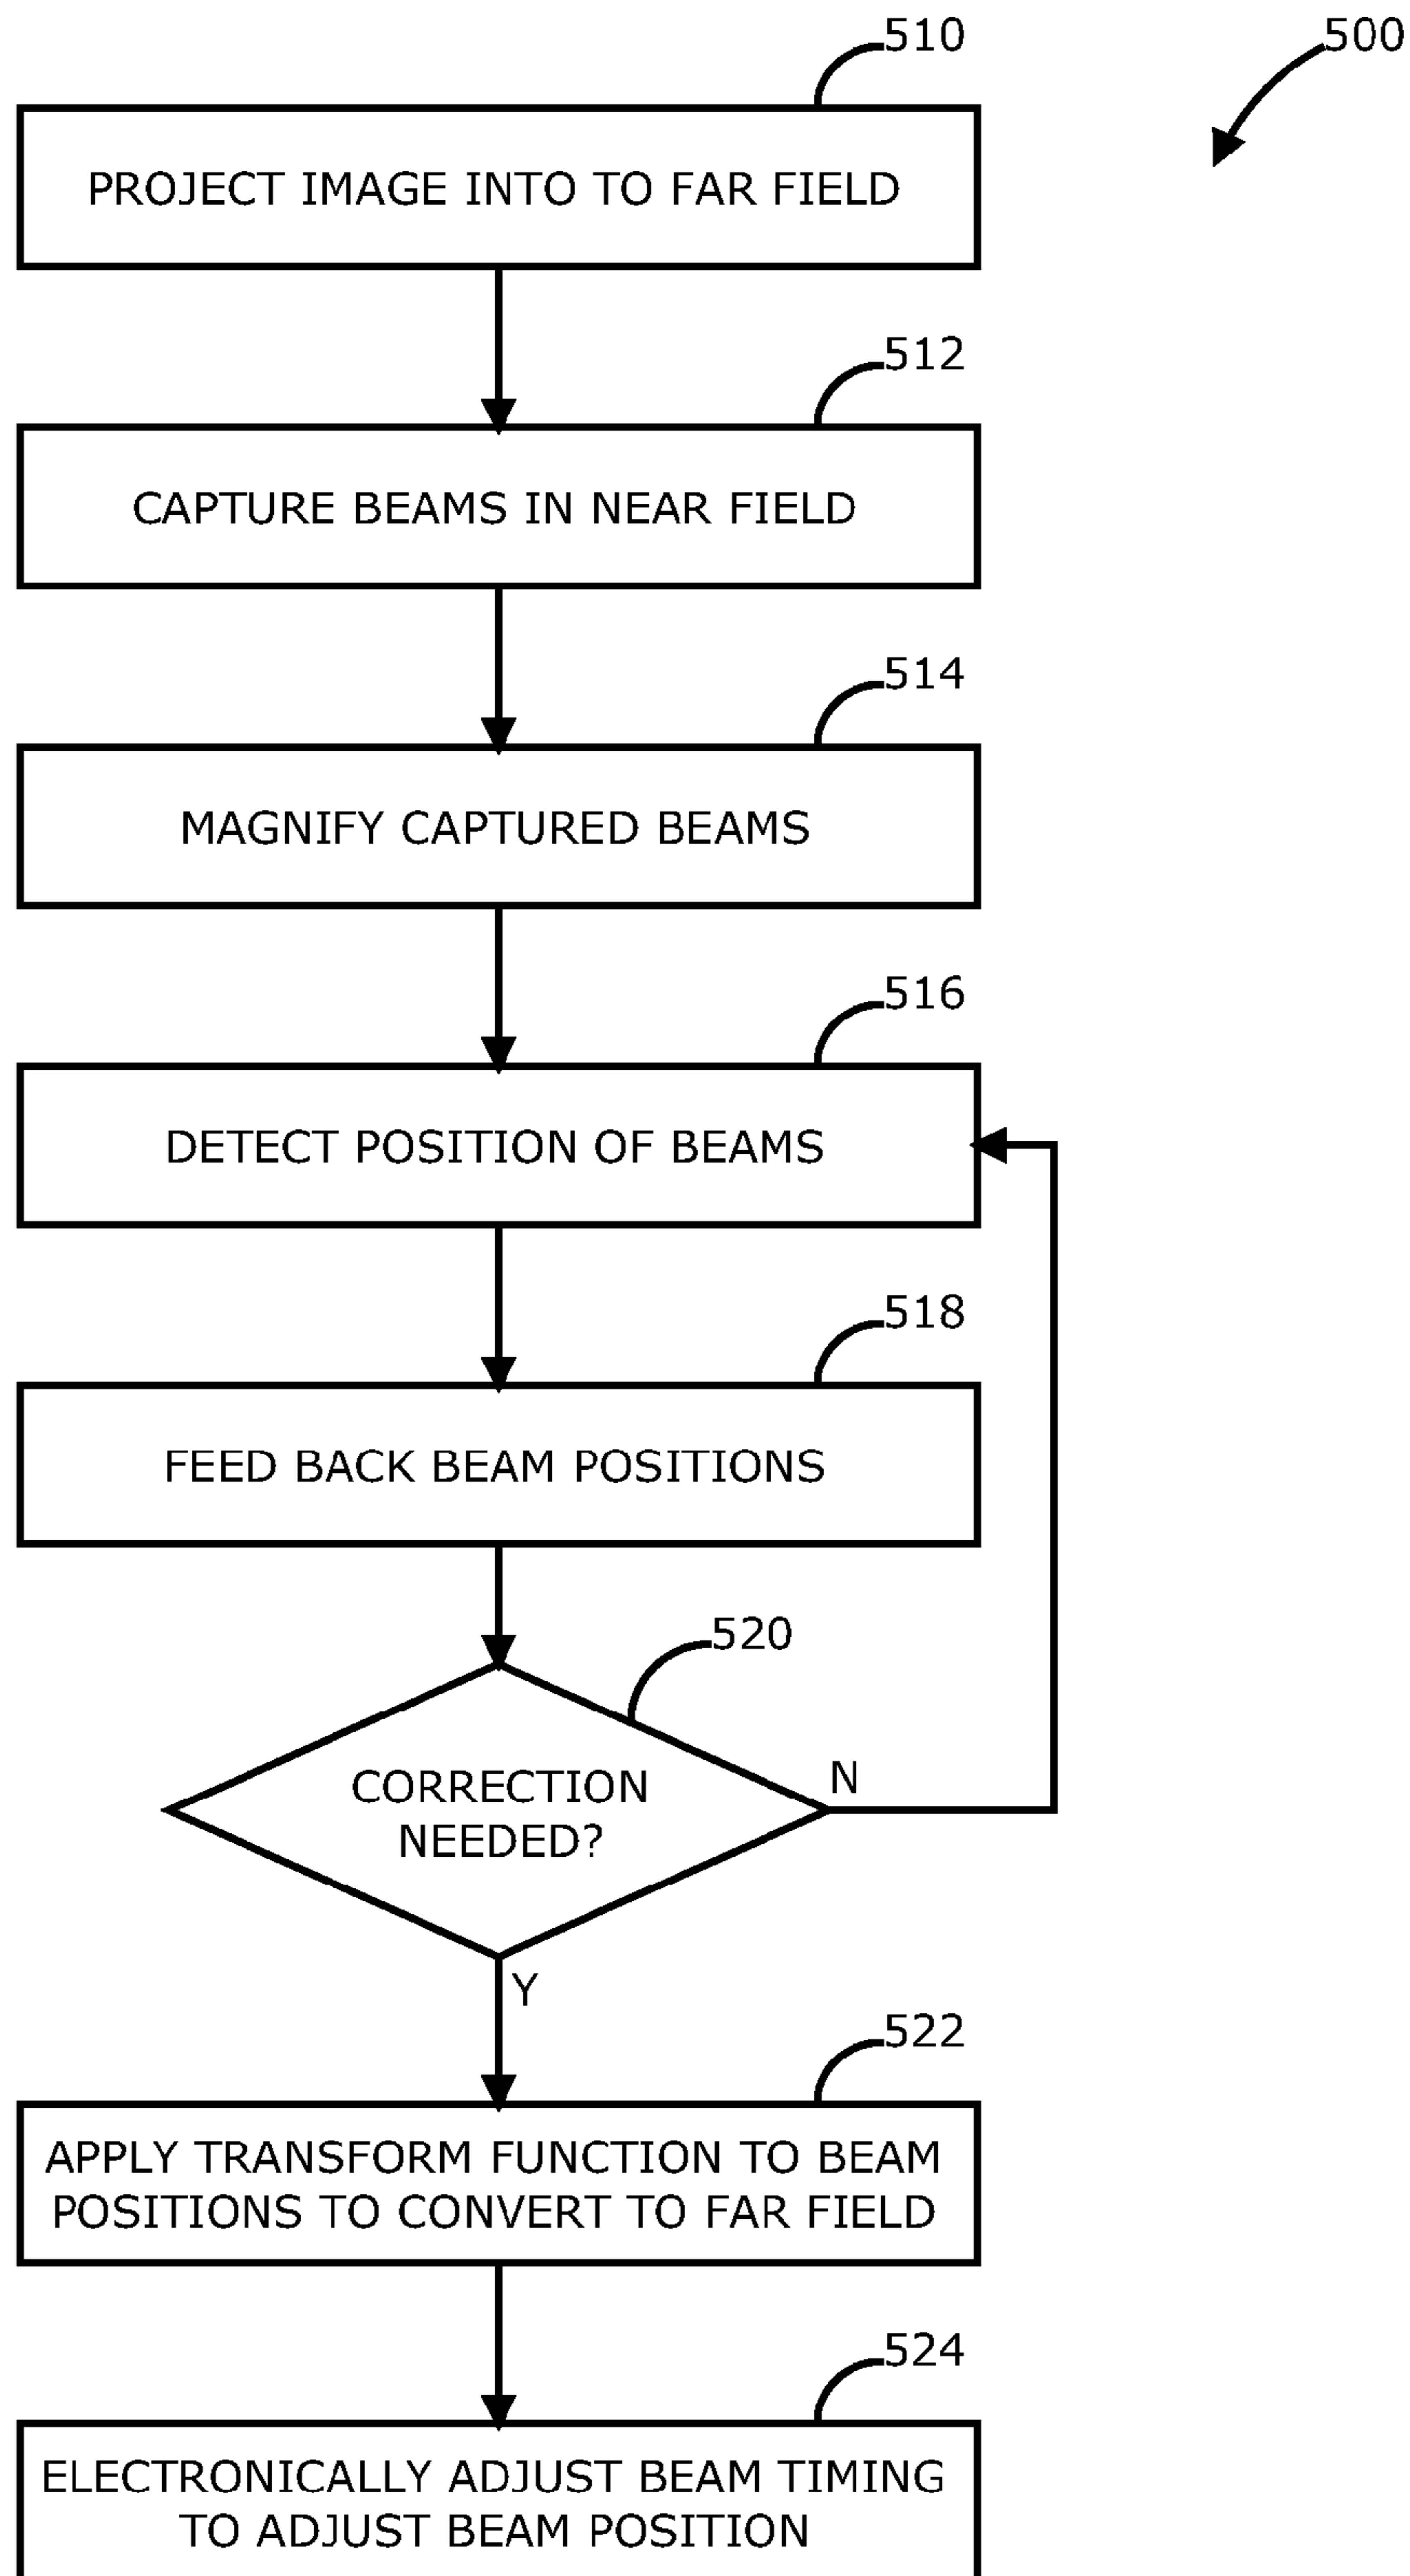 500
510
PROJECT IMAGE INTO TO FAR FIELD
512
CAPTURE BEAMS IN NEAR FIELD
514
MAGNIFY CAPTURED BEAMS
516
DETECT POSITION OF BEAMS
518
FEED BACK BEAM POSITIONS
520
CORRECTION
NEEDED?
N
Y
522
APPLY TRANSFORM FUNCTION TO BEAM
POSITIONS TO CONVERT TO FAR FIELD
524
ELECTRONICALLY ADJUST BEAM TIMING
TO ADJUST BEAM POSITION